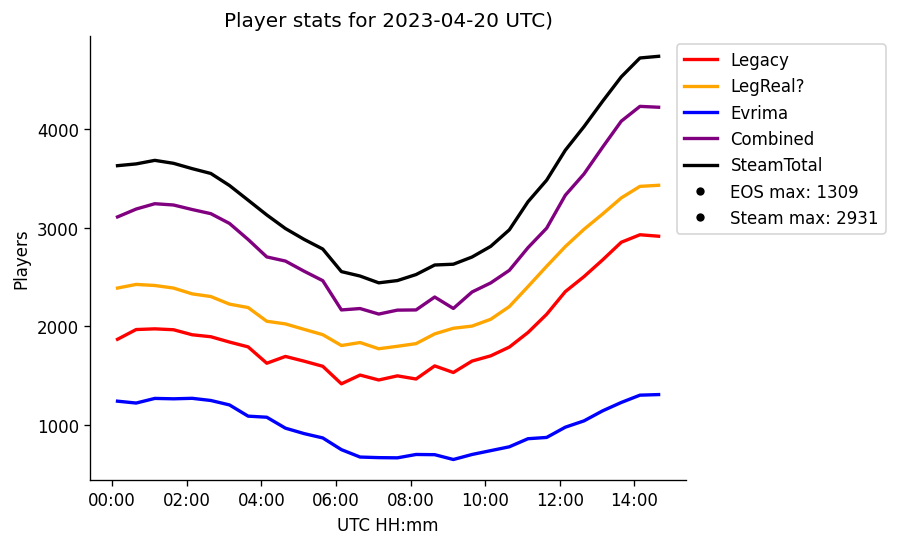 Player stats for 2023-04-20 UTC)
Legacy
LegReal?
Evrima
Combined
SteamTotal
EOS max: 1309
Steam max: 2931
Players
4000
3000
2000
1000
00:00 02:00 04:00 06:00 08:00 10:00 12:00 14:00
UTC HH:mm